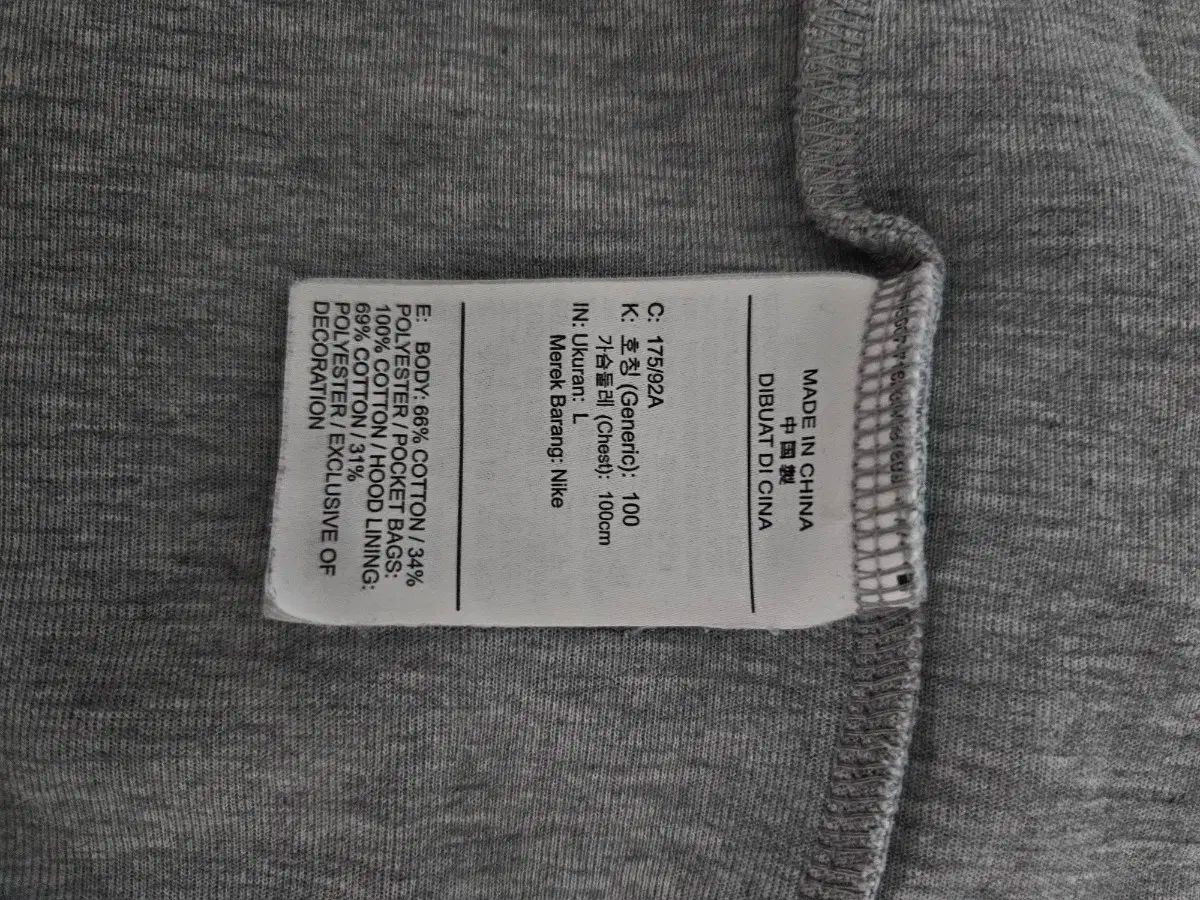 MADE IN CHINA
中国製
DIBUAT DI CINA
C: 175/92A
K: 호칭 (Generic): 100
가슴둘레 (Chest): 100cm
IN: Ukuran: L
Merek Barang: Nike
E: BODY: 66% COTTON / 34%
POLYESTER / POCKET BAGS:
100% COTTON / HOOD LINING:
69% COTTON / 31%
POLYESTER / EXCLUSIVE OF
DECORATION